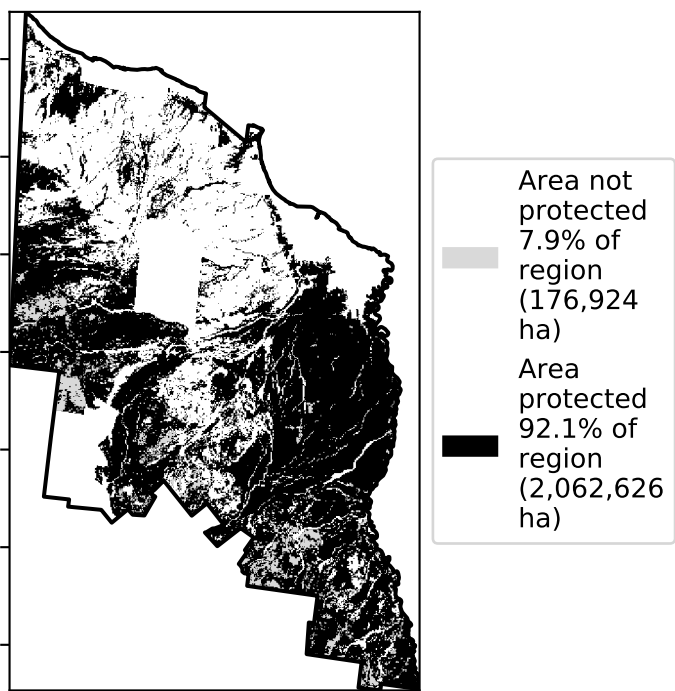 Area not
protected
7.9% of
region
(176,924
ha)
Area
protected
92.1% of
region
(2,062,626
ha)